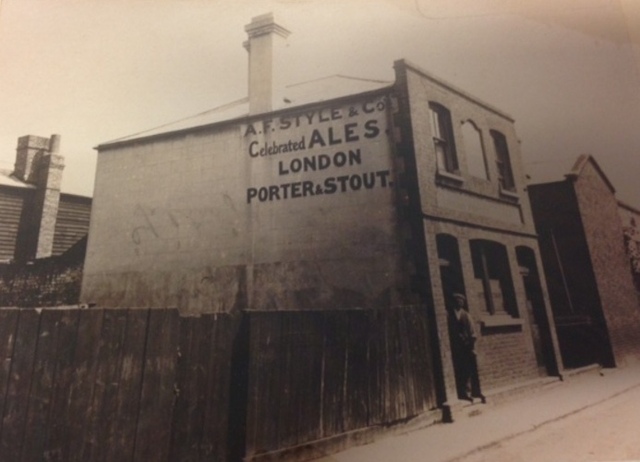 A.F. STYLE & Co
Celebrated ALES
LONDON
PORTER & STOUT.